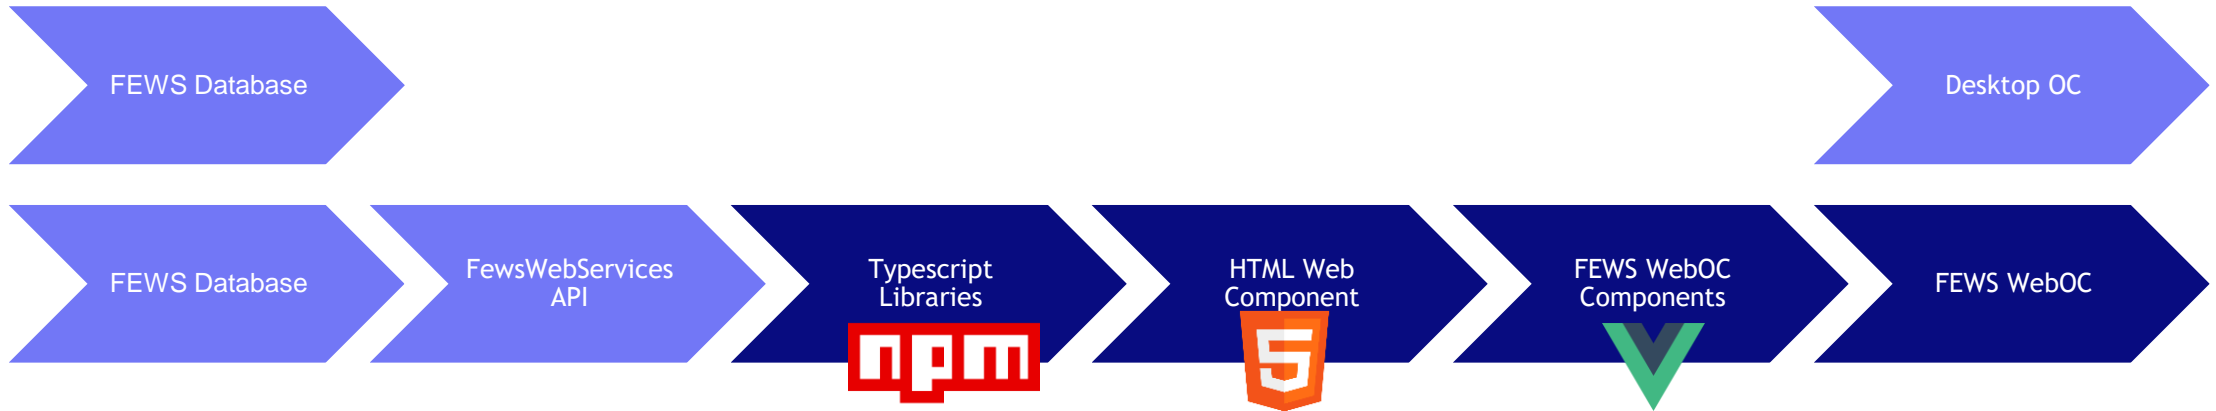 FEWS Database
Desktop OC
FEWS Database
FewsWebServices
API
Typescript
Libraries
HTML Web
Component
FEWS WebOC
Components
FEWS WebOC
npm
5